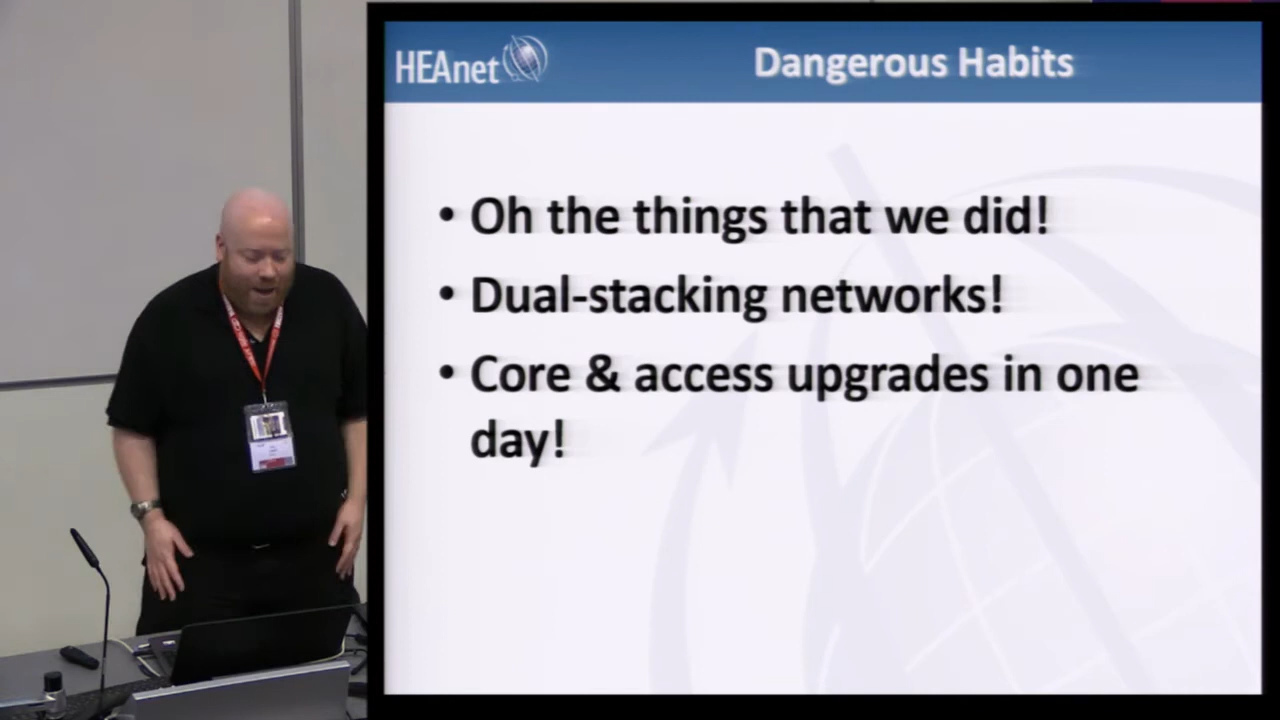 HEAnet
Dangerous Habits
• Oh the things that we did!
• Dual-stacking networks!
• Core & access upgrades in one
day!